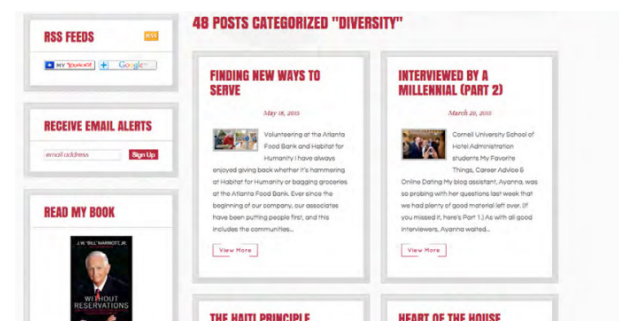 48 POSTS CATEGORIZED "DIVERSITY"
RSS FEEDS
RSS
MY YAHOO!
Google
RECEIVE EMAIL ALERTS
email address
Sign Up
READ MY BOOK
J.W. "BILL" MARRIOTT, JR.
WITHOUT
RESERVATIONS
FINDING NEW WAYS TO
SERVE
Volunteering at the Atlanta
Food Bank and Habitat for
Humanity I have always
enjoyed giving back whether it's hammering
at Habitat for Humanity or bagging groceries
at the Atlanta Food Bank. Ever since the
beginning of our company, our associates
have been putting people first, and this
includes the communities...
View More
INTERVIEWED BY A
MILLENNIAL (PART 2)
Cornell University School of
Hotel Administration
students My Favorite
Things, Career Advice &
Online Dating My blog assistant, Ayanna, was
so probing with her questions last week that
we had plenty of good material left over. (If
you missed it, here's Part 1.) As with all good
interviewers, Ayanna waited...
View More
THE HAITI PRINCIPLE
HEART OF THE HOUSE